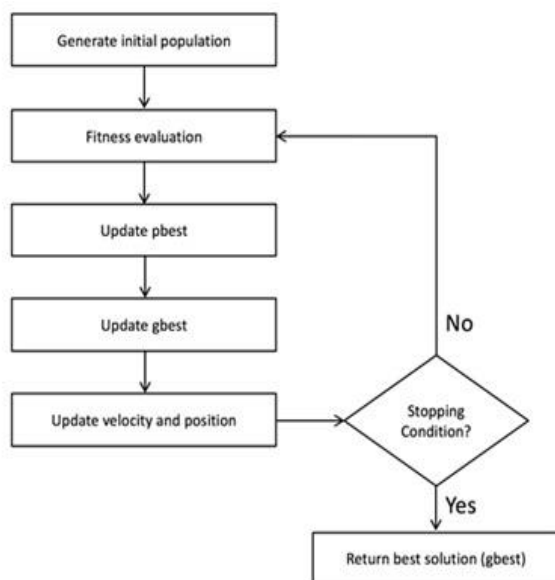 Generate initial population
Fitness evaluation
Update pbest
Update gbest
Update velocity and position
No
Stopping
Condition?
Yes
Return best solution (gbest)